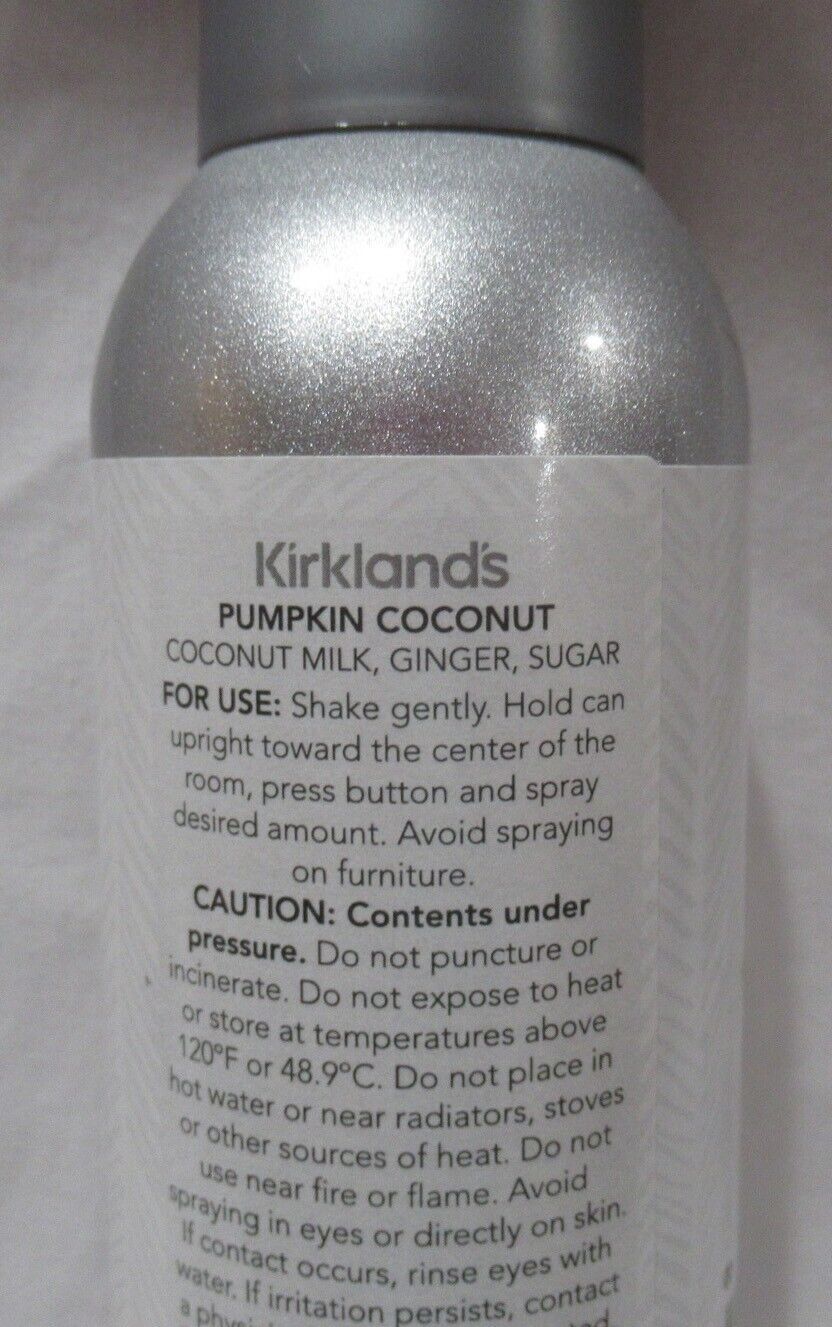 Kirkland's
PUMPKIN COCONUT
COCONUT MILK, GINGER, SUGAR
FOR USE: Shake gently. Hold can
upright toward the center of the
room, press button and spray
desired amount. Avoid spraying
on furniture.
CAUTION: Contents under
pressure. Do not puncture or
incinerate. Do not expose to heat
or store at temperatures above
120°F or 48.9°C. Do not place in
hot water or near radiators, stoves
or other sources of heat. Do not
use near fire or flame. Avoid
spraying in eyes or directly on skin.
If contact occurs, rinse eyes with
water. If irritation persists, contact
a